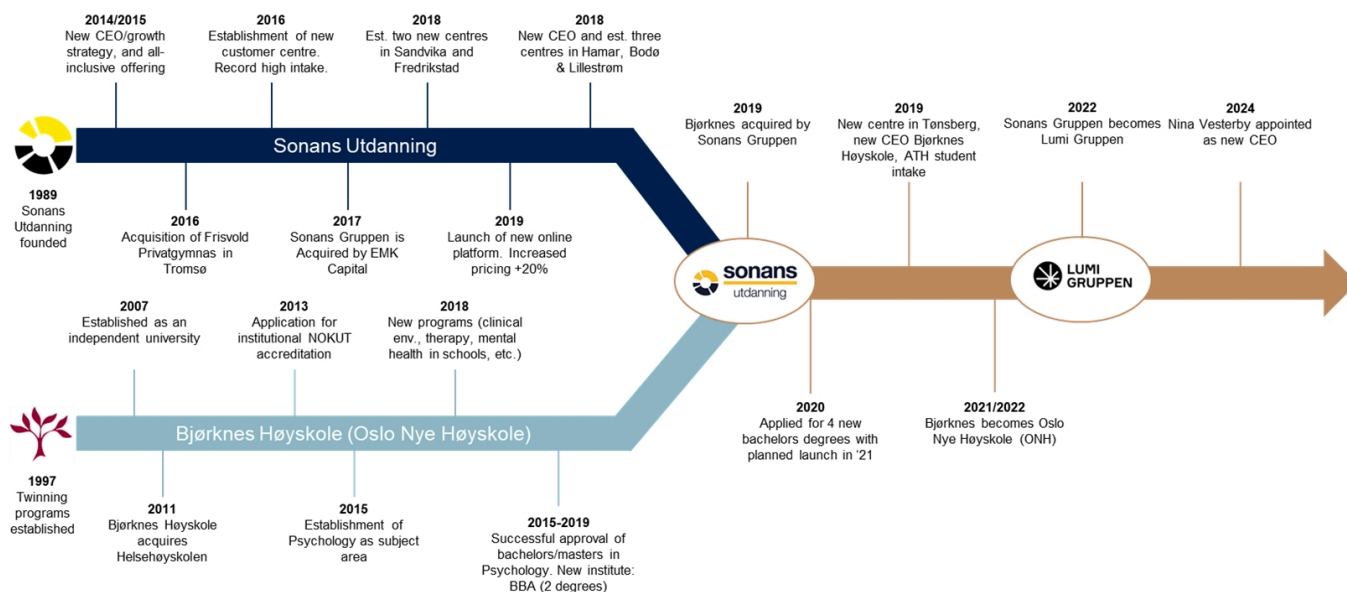 2014/2015
New CEO/growth
strategy, and all-
inclusive offering
2016
Establishment of new
customer centre.
Record high intake.
2018
Est. two new centres
in Sandvika and
Fredrikstad
2018
New CEO and est. three
centres in Hamar, Bodø
& Lillestrøm
Sonans Utdanning
1989
Sonans
Utdanning
founded
2016
Acquisition of Frisvold
Privatgymnas in
Tromsø
2017
Sonans Gruppen is
Acquired by EMK
Capital
2019
Launch of new online
platform. Increased
pricing +20%
2007
Established as an
independent university
2013
Application for
institutional NOKUT
accreditation
2018
New programs (clinical
env., therapy, mental
health in schools, etc.)
Bjørknes Høyskole (Oslo Nye Høyskole)
1997
Twinning
programs
established
2011
Bjørknes Høyskole
acquires
Helsehøyskolen
2015
Establishment of
Psychology as subject
area
2015-2019
Successful approval of
bachelors/masters in
Psychology. New institute:
BBA (2 degrees)
2019
Bjørknes acquired by
Sonans Gruppen
2019
New centre in Tønsberg,
new CEO Bjørknes
Høyskole, ATH student
intake
2022
Sonans Gruppen becomes
Lumi Gruppen
2024
Nina Vesterby appointed
as new CEO
sonans
utdanning
LUMI
GRUPPEN
2020
Applied for 4 new
bachelors degrees with
planned launch in '21
2021/2022
Bjørknes becomes Oslo
Nye Høyskole (ONH)